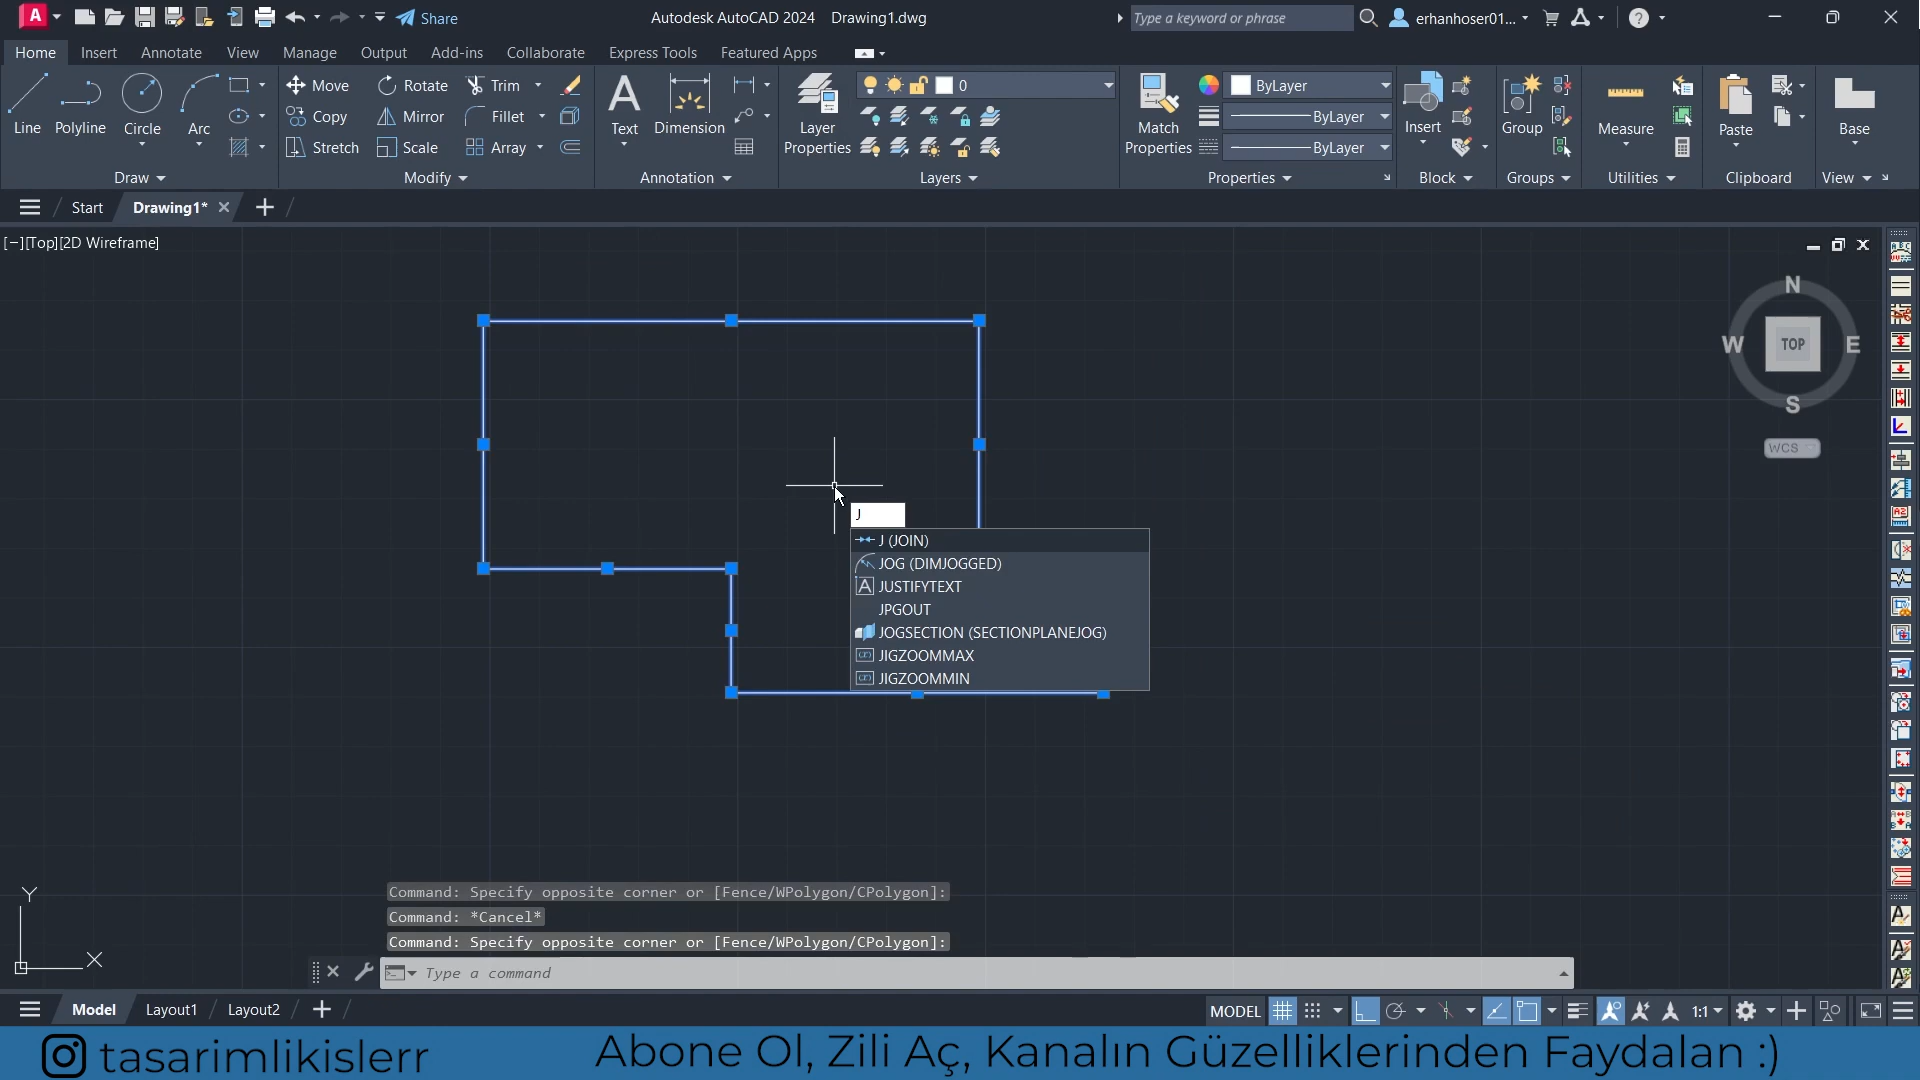 Share
Autodesk AutoCAD 2024 Drawing1.dwg
Type a keyword or phrase
erhanhoser01...
Home Insert Annotate View Manage Output Add-ins Collaborate Express Tools Featured Apps
Line Polyline Circle Arc
Move Rotate Trim
Copy Mirror Fillet
Stretch Scale Array
Text Dimension
Layer Properties
0
Match Properties
ByLayer
ByLayer
ByLayer
Insert
Group
Measure
Paste
Base
Draw Modify Annotation Layers Properties Block Groups Utilities Clipboard View
Start Drawing1*
[−][Top][2D Wireframe]
N
W TOP E
S
WCS
J
J (JOIN)
JOG (DIMJOGGED)
JUSTIFYTEXT
JPGOUT
JOGSECTION (SECTIONPLANEJOG)
JIGZOOMMAX
JIGZOOMMIN
Y
X
Command: Specify opposite corner or [Fence/WPolygon/CPolygon]:
Command: *Cancel*
Command: Specify opposite corner or [Fence/WPolygon/CPolygon]:
Type a command
Model Layout1 Layout2
MODEL
1:1
tasarimlikislerr
Abone Ol, Zili Aç, Kanalın Güzelliklerinden Faydalan :)